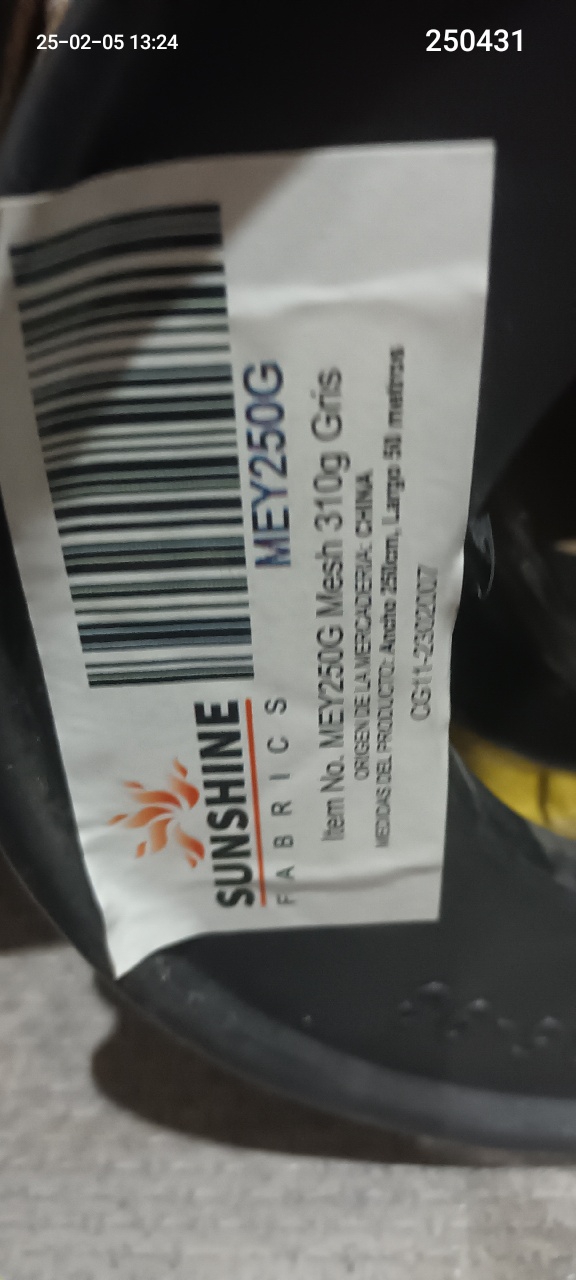 25-02-05 13:24
250431
MEY250G
SUNSHINE
FABRICS
Item No. MEY250G Mesh 310g Gris
ORIGEN DE LA MERCADERIA: CHINA
MEDIDAS DEL PRODUCTO: Ancho 250cm, Largo 50 metros
CG11-23022007